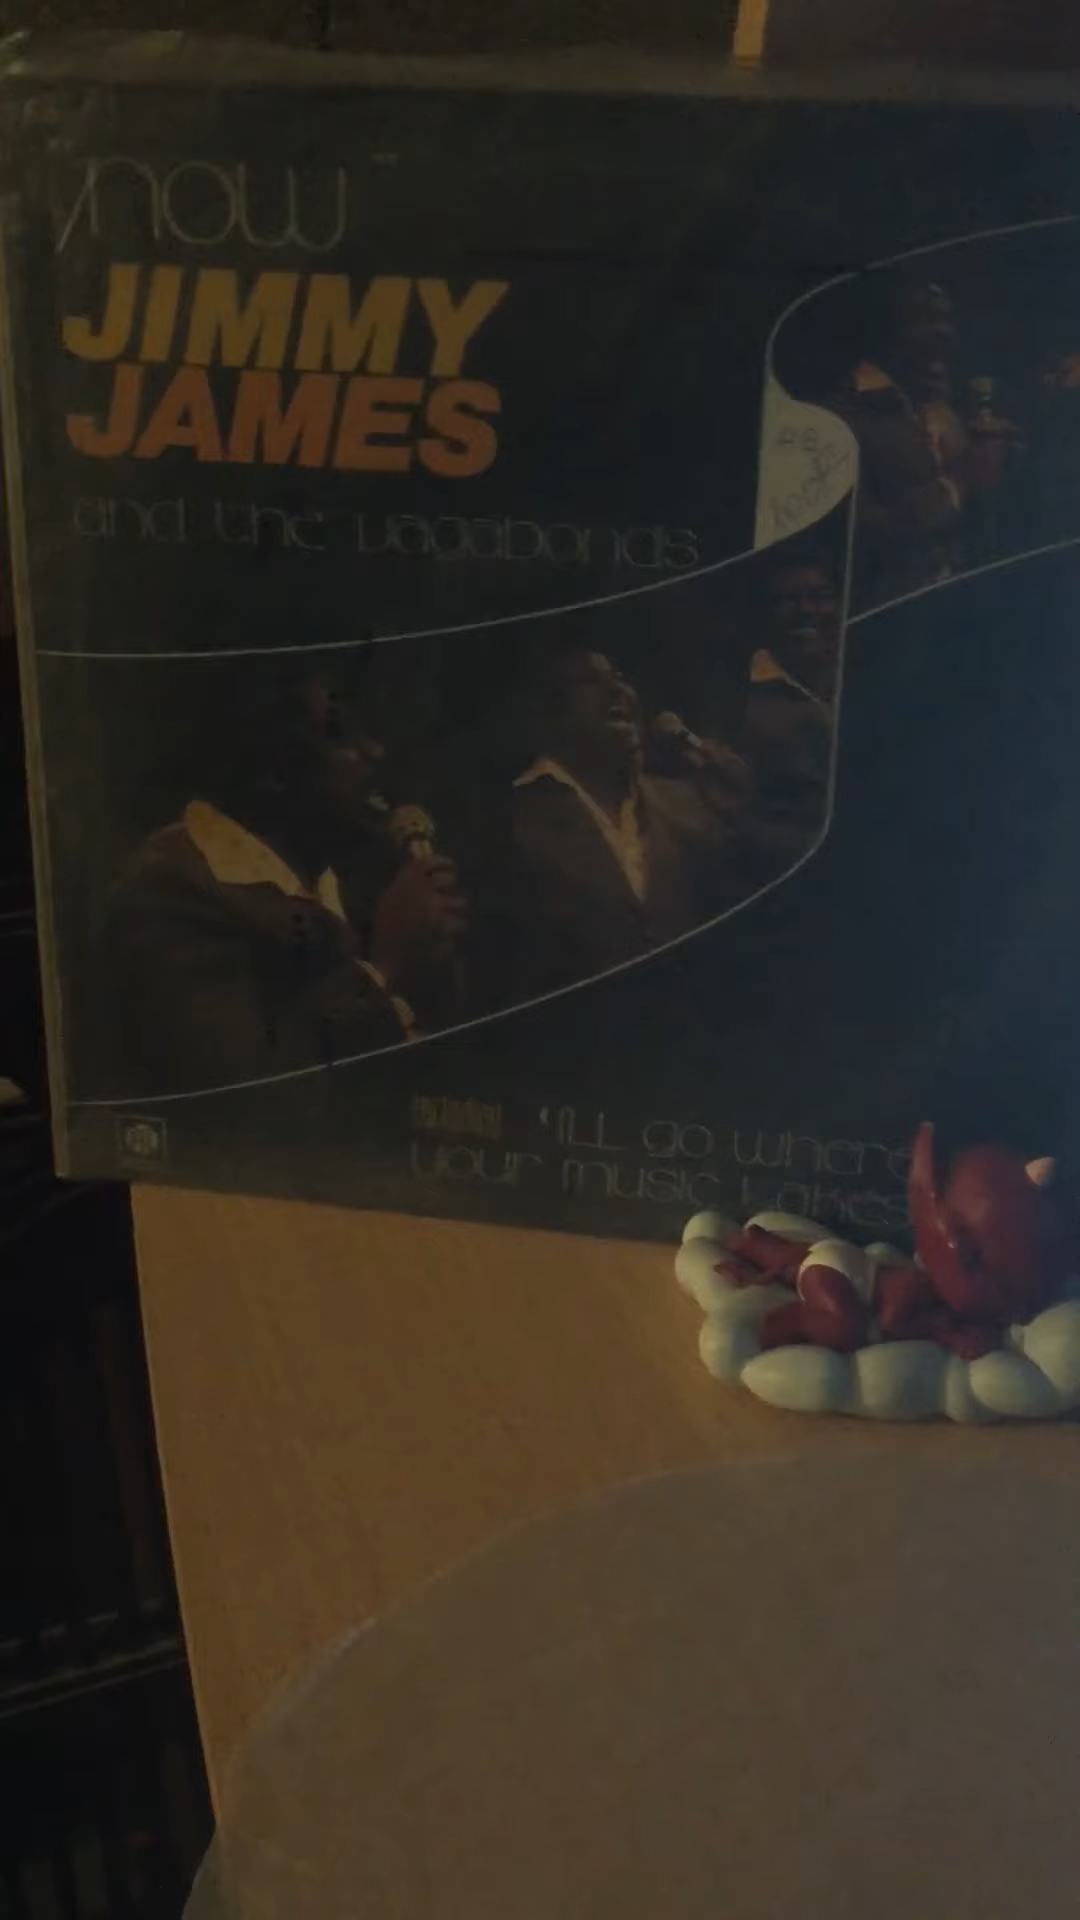 "now"
JIMMY
JAMES
and the vagabonds
"I'LL go where
your music takes